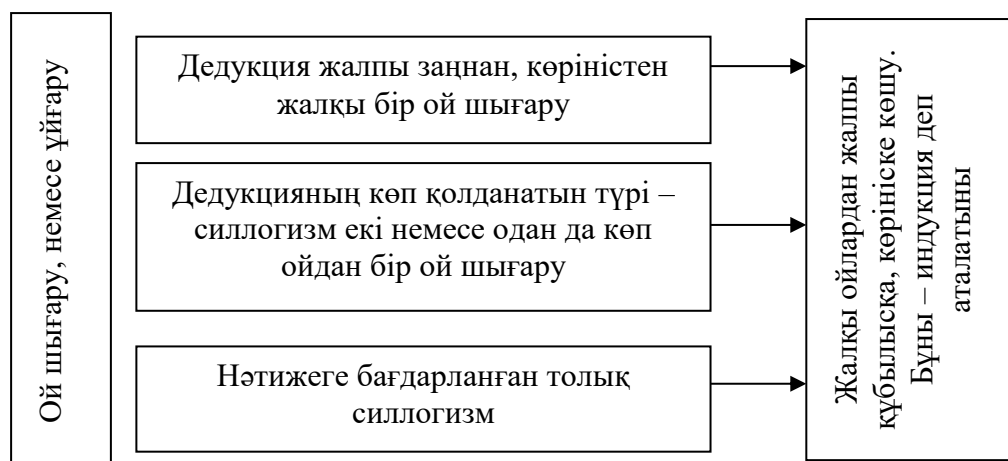 Ой шығару, немесе ұйғару
Дедукция жалпы заңнан, көріністен
жалқы бір ой шығару
Дедукцияның көп қолданатын түрі –
силлогизм екі немесе одан да көп
ойдан бір ой шығару
Нәтижеге бағдарланған толық
силлогизм
Жалқы ойлардан жалпы
құбылысқа, көрініске көшу.
Бұны – индукция деп
аталатыны